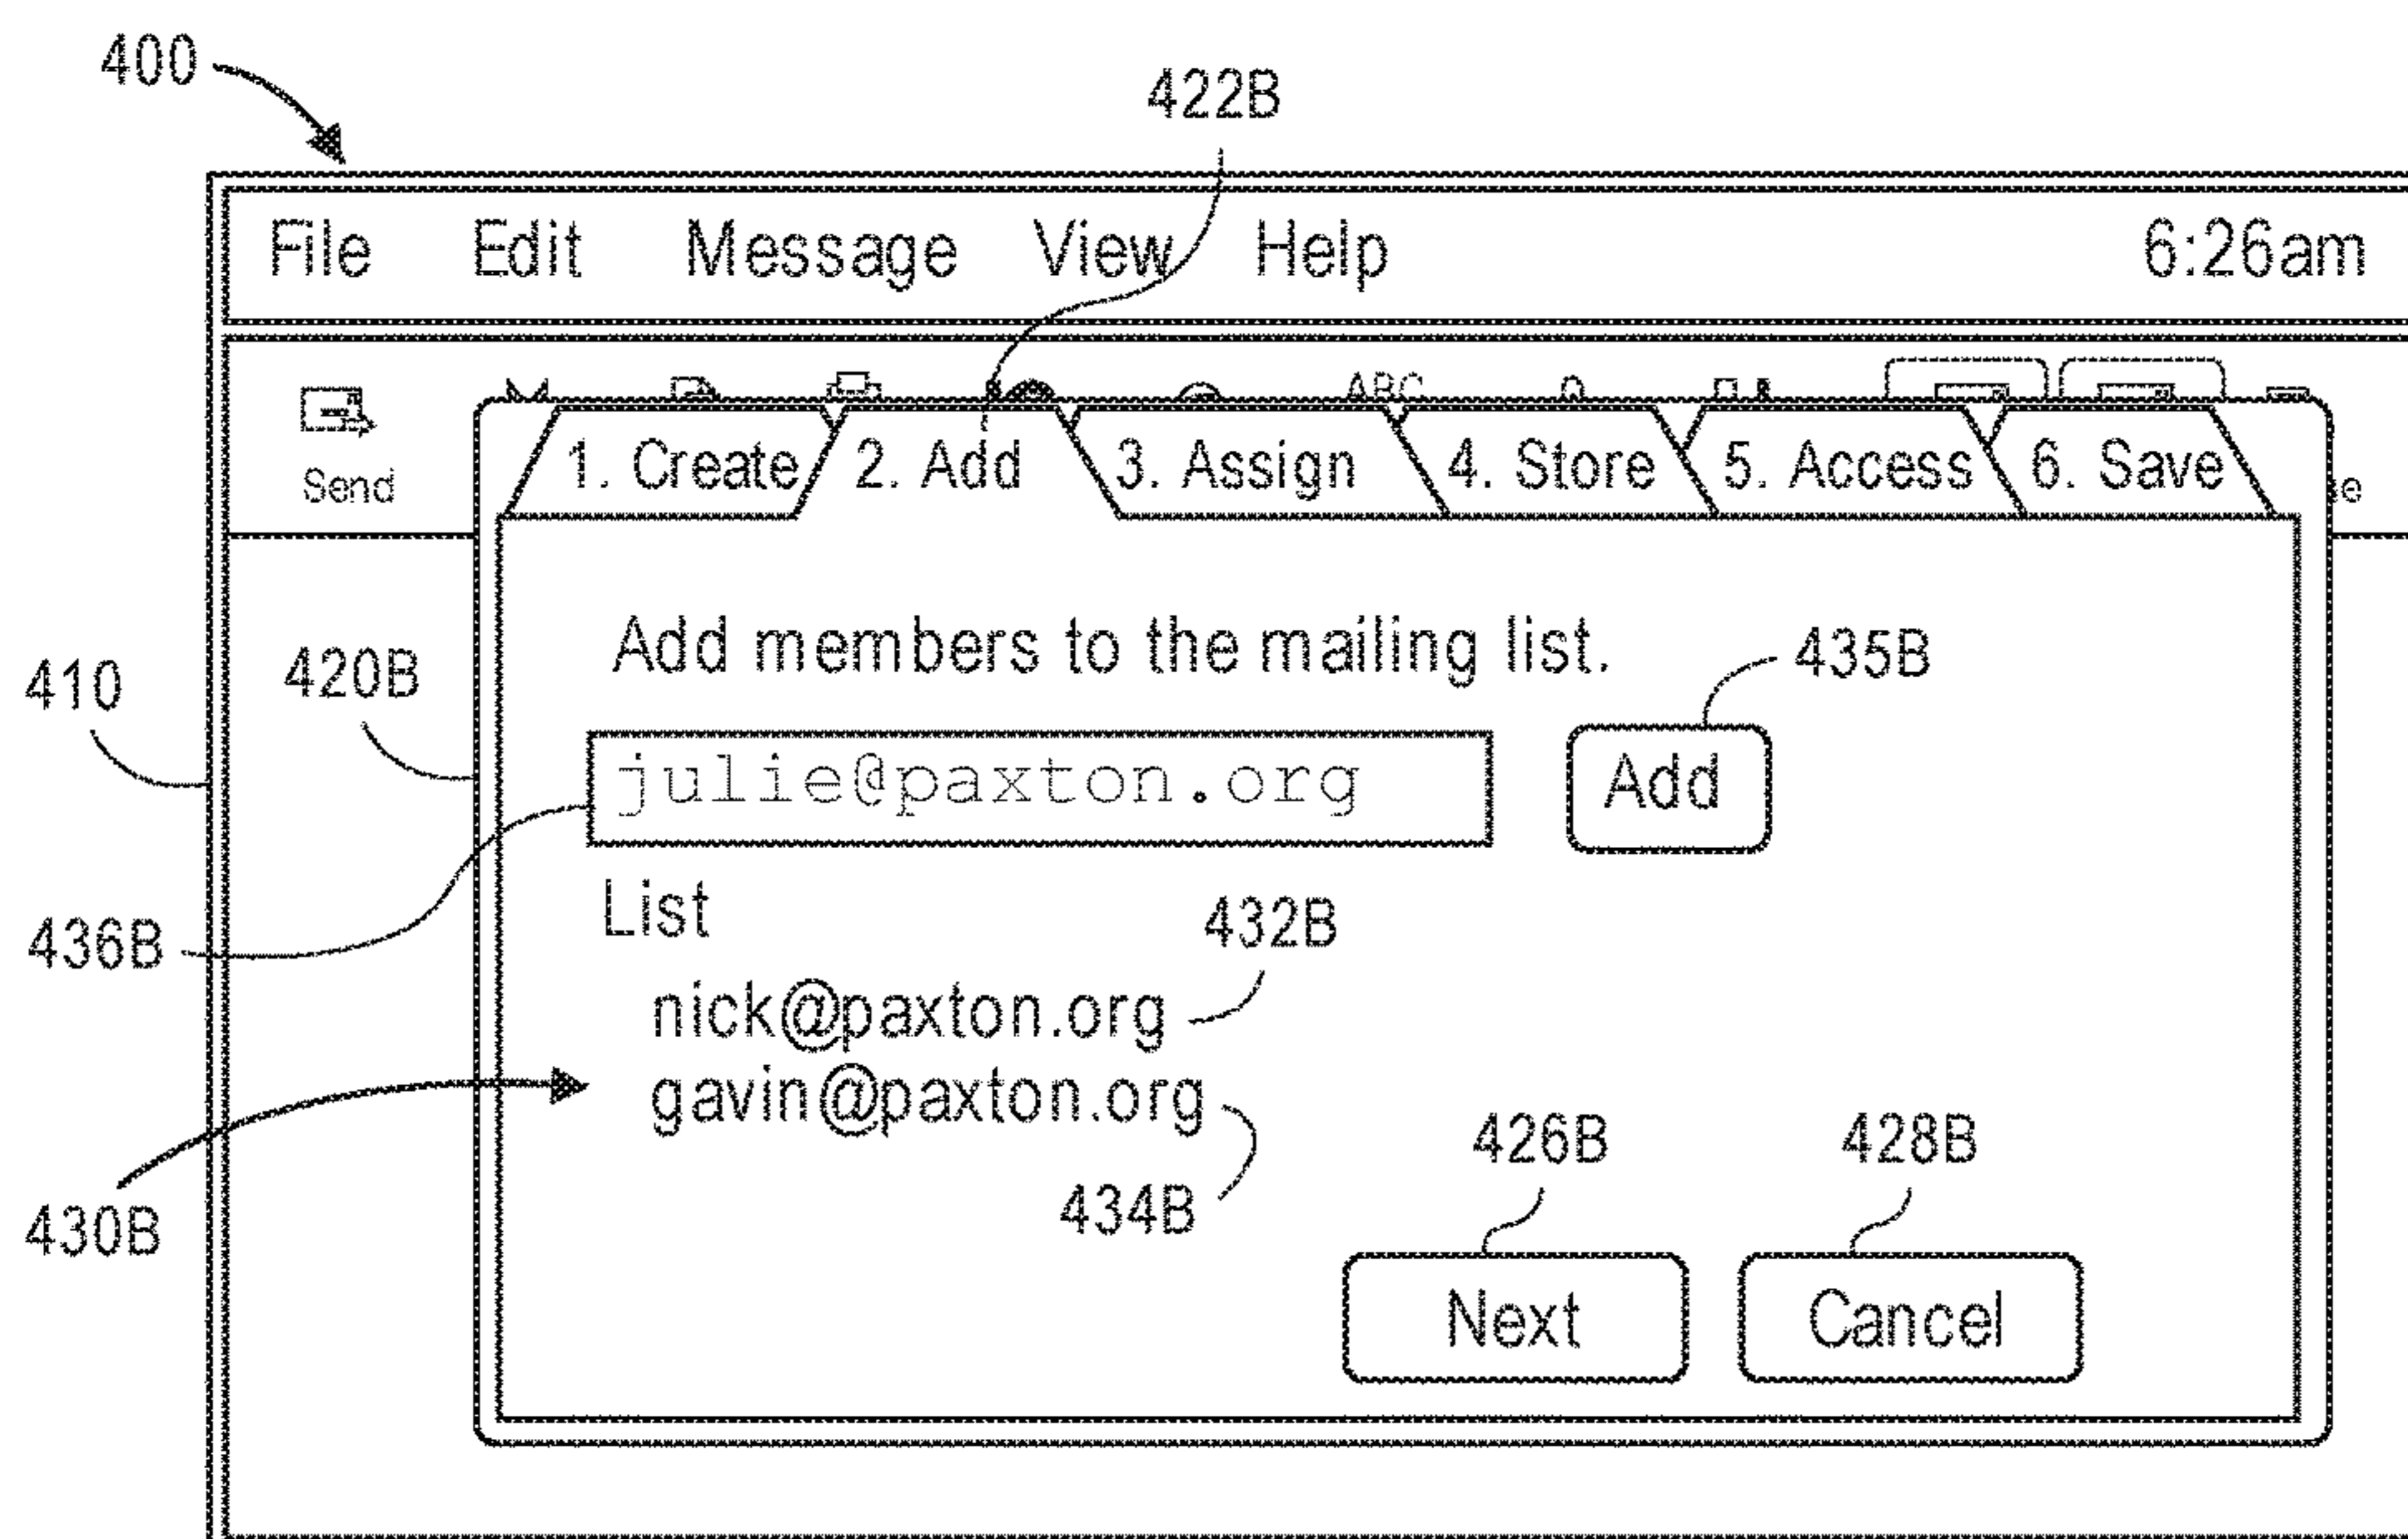 400
422B
File Edit Message View Help 6:26am
ABC
Send
1. Create 2. Add 3. Assign 4. Store 5. Access 6. Save
Add members to the mailing list.
435B
410
420B
julie@paxton.org Add
List
436B
432B
nick@paxton.org
gavin@paxton.org
426B
428B
434B
430B
Next Cancel